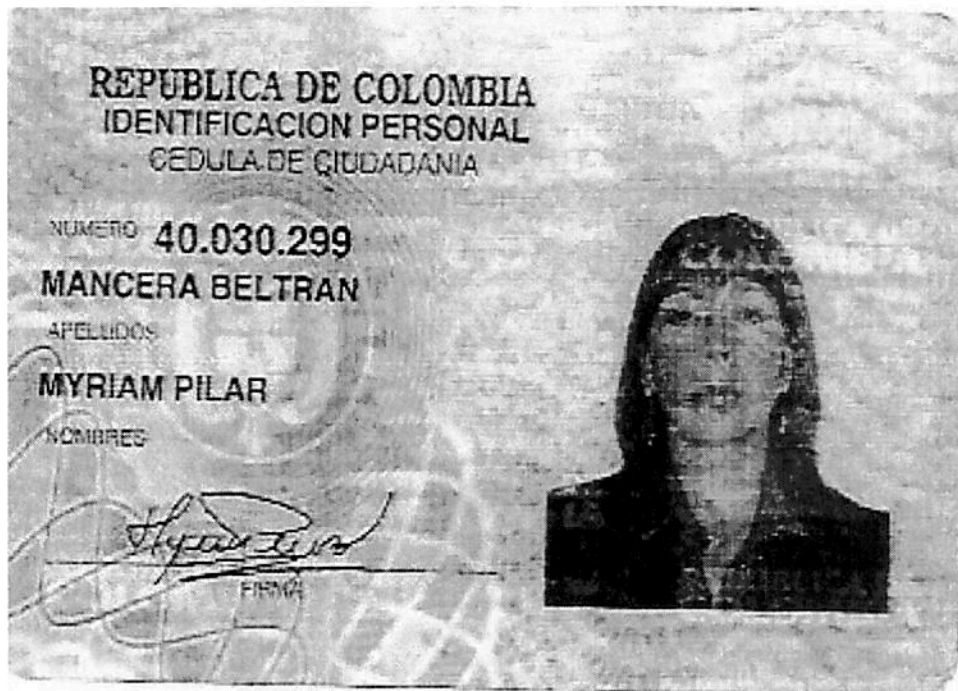 REPUBLICA DE COLOMBIA
IDENTIFICACION PERSONAL
CEDULA DE CIUDADANIA
NUMERO 40.030.299
MANCERA BELTRAN
APELLIDOS
MYRIAM PILAR
NOMBRES
FIRMA